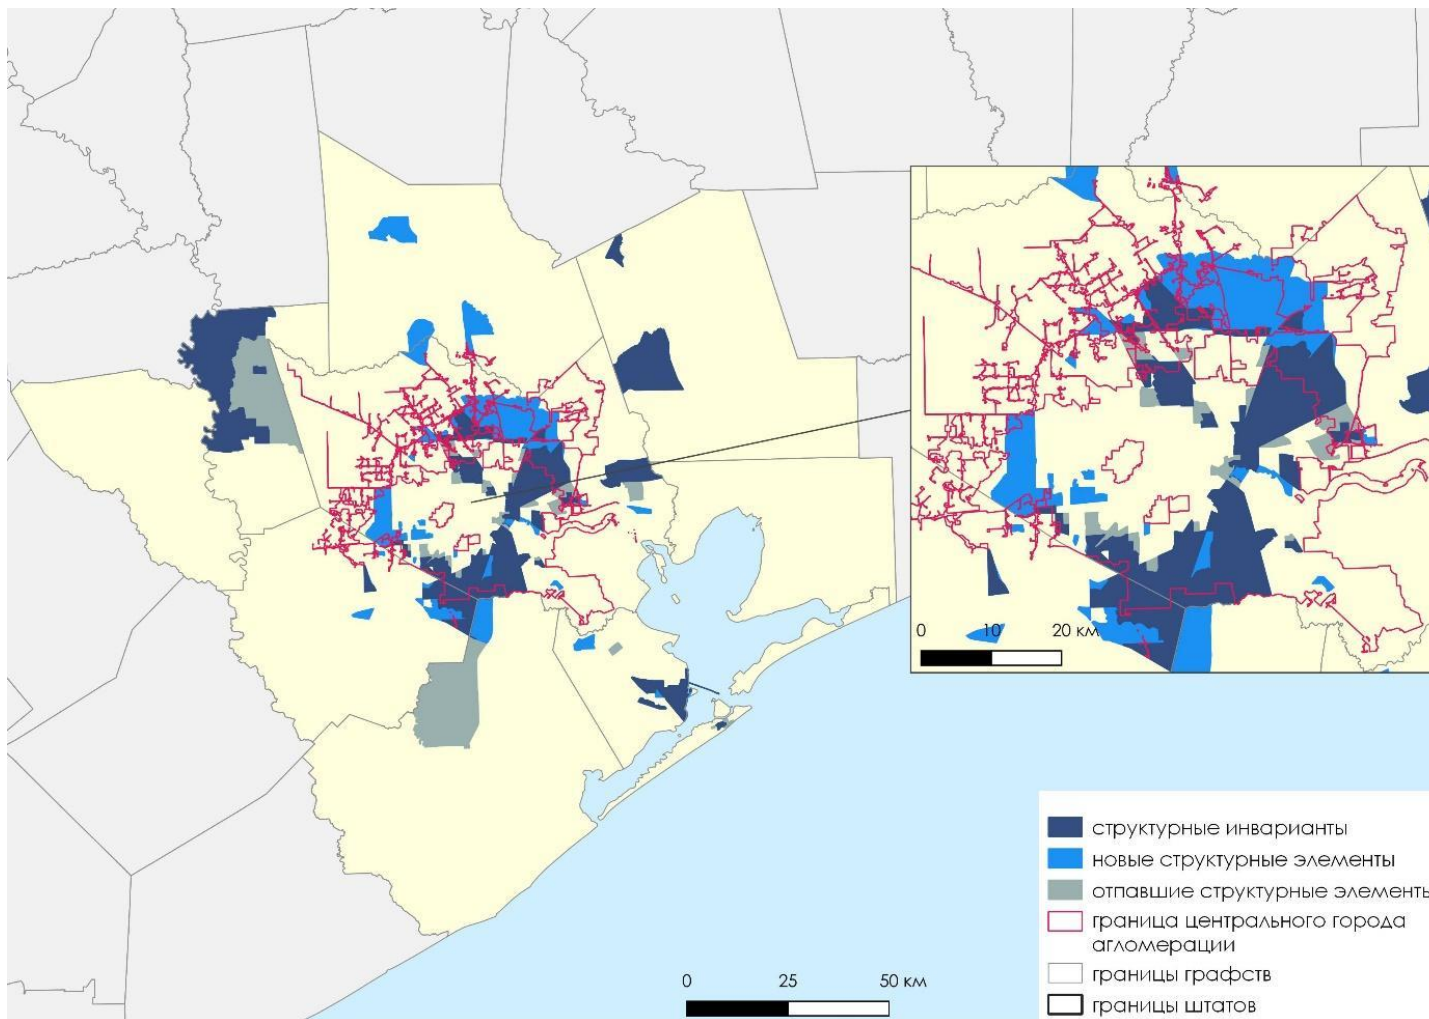 0 10 20 км
структурные инварианты
новые структурные элементы
отпавшие структурные элементы
граница центрального города
агломерации
границы графств
границы штатов
0 25 50 км